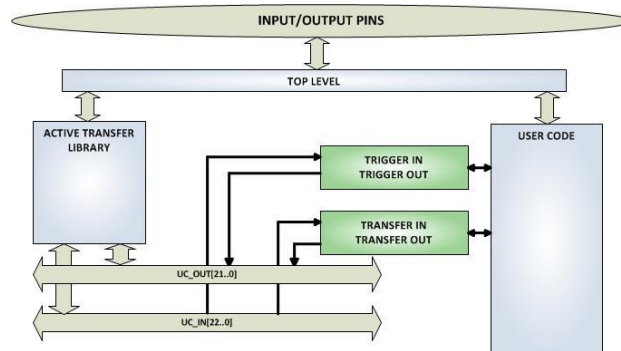 INPUT/OUTPUT PINS
TOP LEVEL
ACTIVE TRANSFER
LIBRARY
USER CODE
TRIGGER IN
TRIGGER OUT
TRANSFER IN
TRANSFER OUT
UC_OUT[21..0]
UC_IN[22..0]